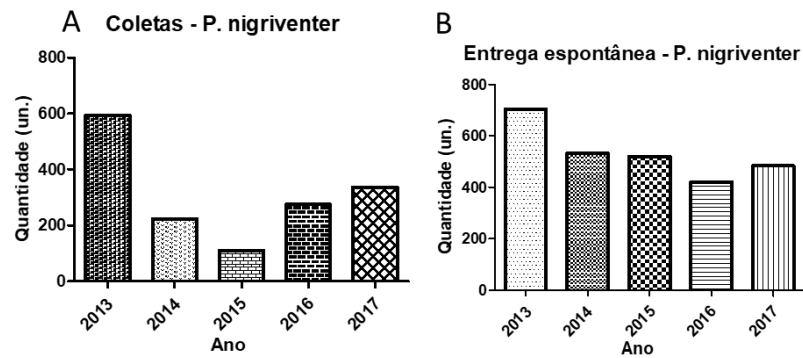 A
Coletas - P. nigriventer
Quantidade (un.)
800
600
400
200
0
2013
2014
2015
2016
2017
Ano
B
Entrega espontânea - P. nigriventer
Quantidade (un.)
800
600
400
200
0
2013
2014
2015
2016
2017
Ano